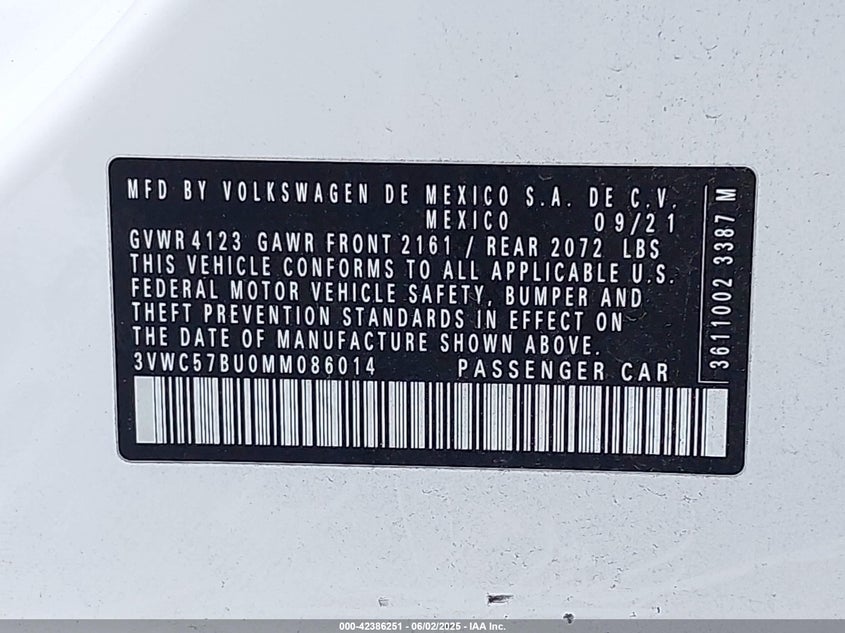 MFD BY VOLKSWAGEN DE MEXICO S.A. DE C.V.
MEXICO 09/21
GVWR 4123 GAWR FRONT 2161 / REAR 2072 LBS
THIS VEHICLE CONFORMS TO ALL APPLICABLE U.S.
FEDERAL MOTOR VEHICLE SAFETY, BUMPER AND
THEFT PREVENTION STANDARDS IN EFFECT ON
THE DATE OF MANUFACTURE SHOWN ABOVE.
3VWC57BU0MM086014 PASSENGER CAR
3611002 3387 M
000-42386251 - 06/02/2025 - IAA Inc.